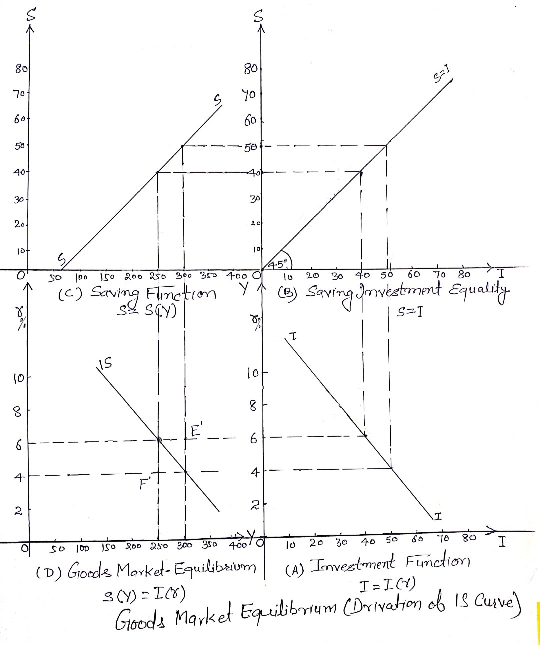 S
80
70
60
50
40
30
20
10
S
S
O 50 100 150 200 250 300 350 400 Y
(C) Saving Function
S= S(Y)
S
80
70
60
50
40
30
20
10
S=I
45°
O 10 20 30 40 50 60 70 80 I
(B) Saving Investment Equality
S=I
r%
10
8
6
4
2
IS
E'
F'
O 50 100 150 200 250 300 350 400 Y
(D) Goods Market-Equilibrium
S(Y) = I(r)
r%
10
8
6
4
2
I
I
O 10 20 30 40 50 60 70 80 I
(A) Investment Function
I=I(r)
Goods Market Equilibrium (Drivation of IS Curve)